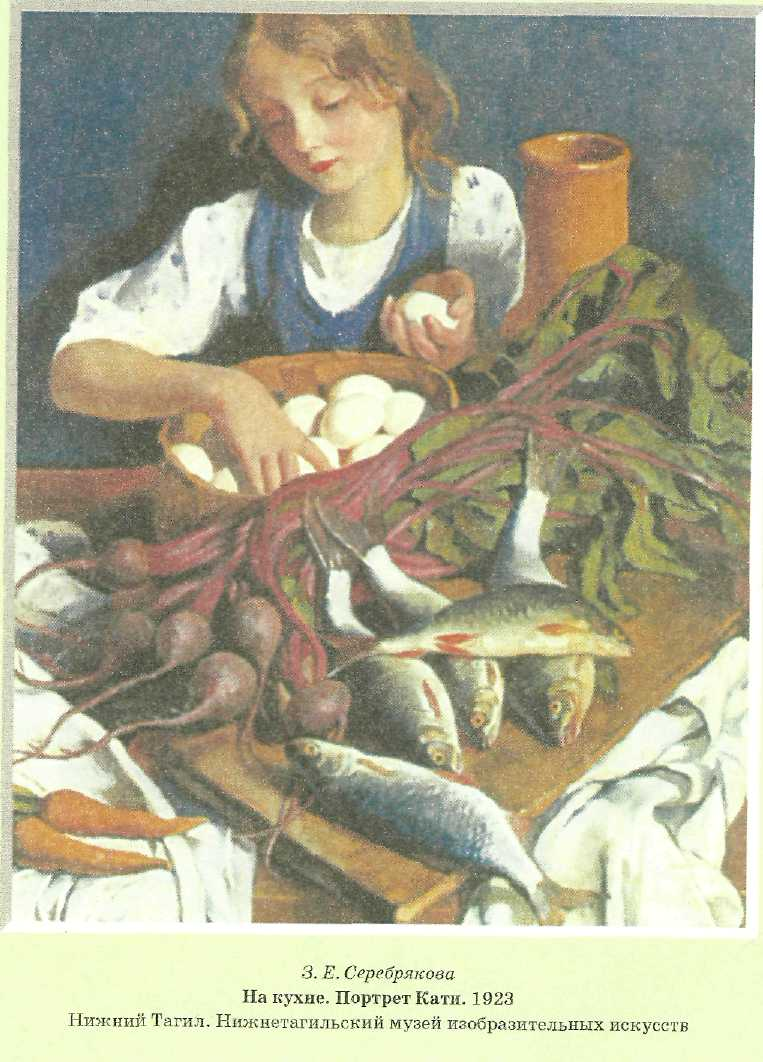 З. Е. Серебрякова
На кухне. Портрет Кати. 1923
Нижний Тагил. Нижнетагильский музей изобразительных искусств